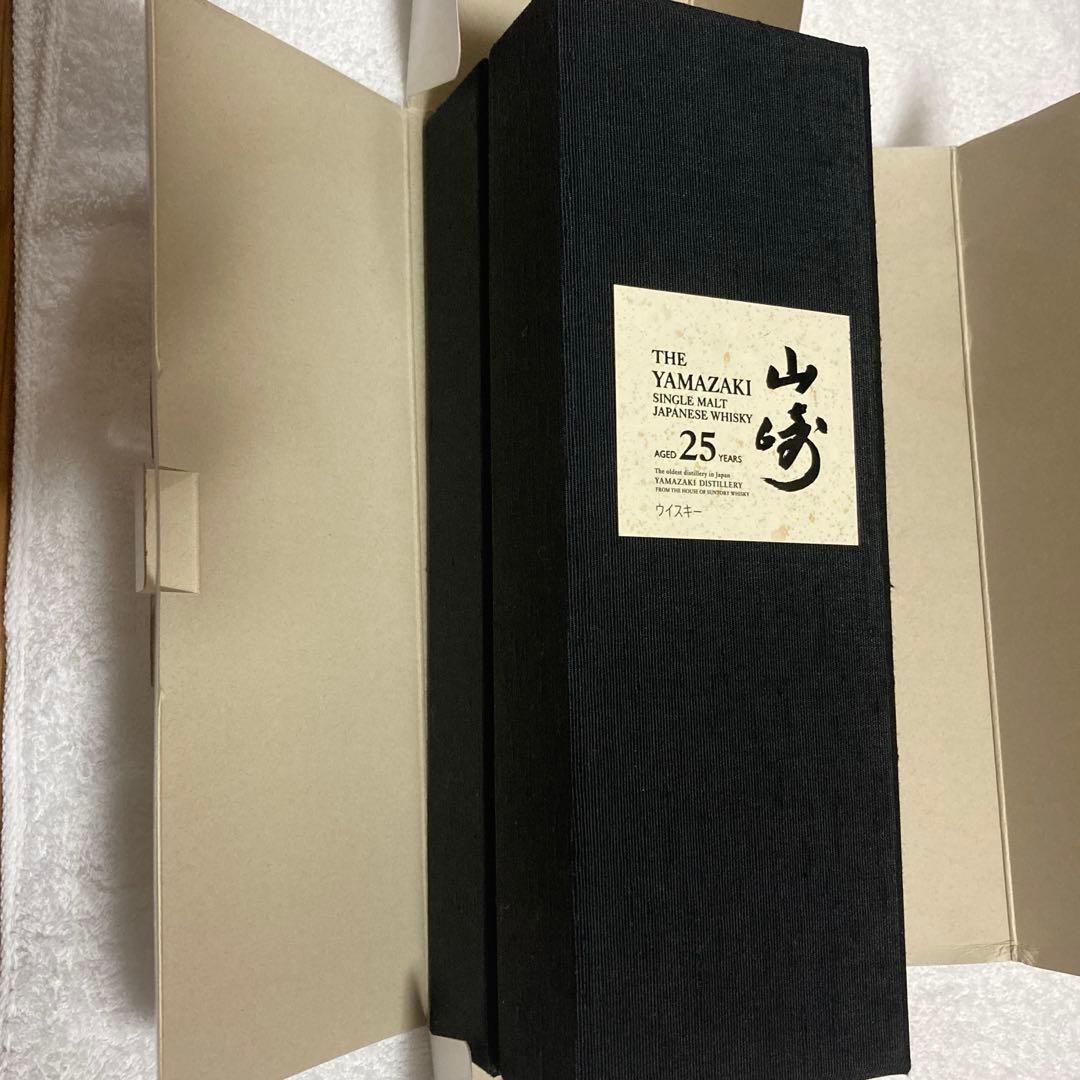 THE
YAMAZAKI
SINGLE MALT
JAPANESE WHISKY
AGED 25 YEARS
The oldest distillery in Japan
YAMAZAKI DISTILLERY
FROM THE HOUSE OF SUNTORY WHISKY
ウイスキー
山崎